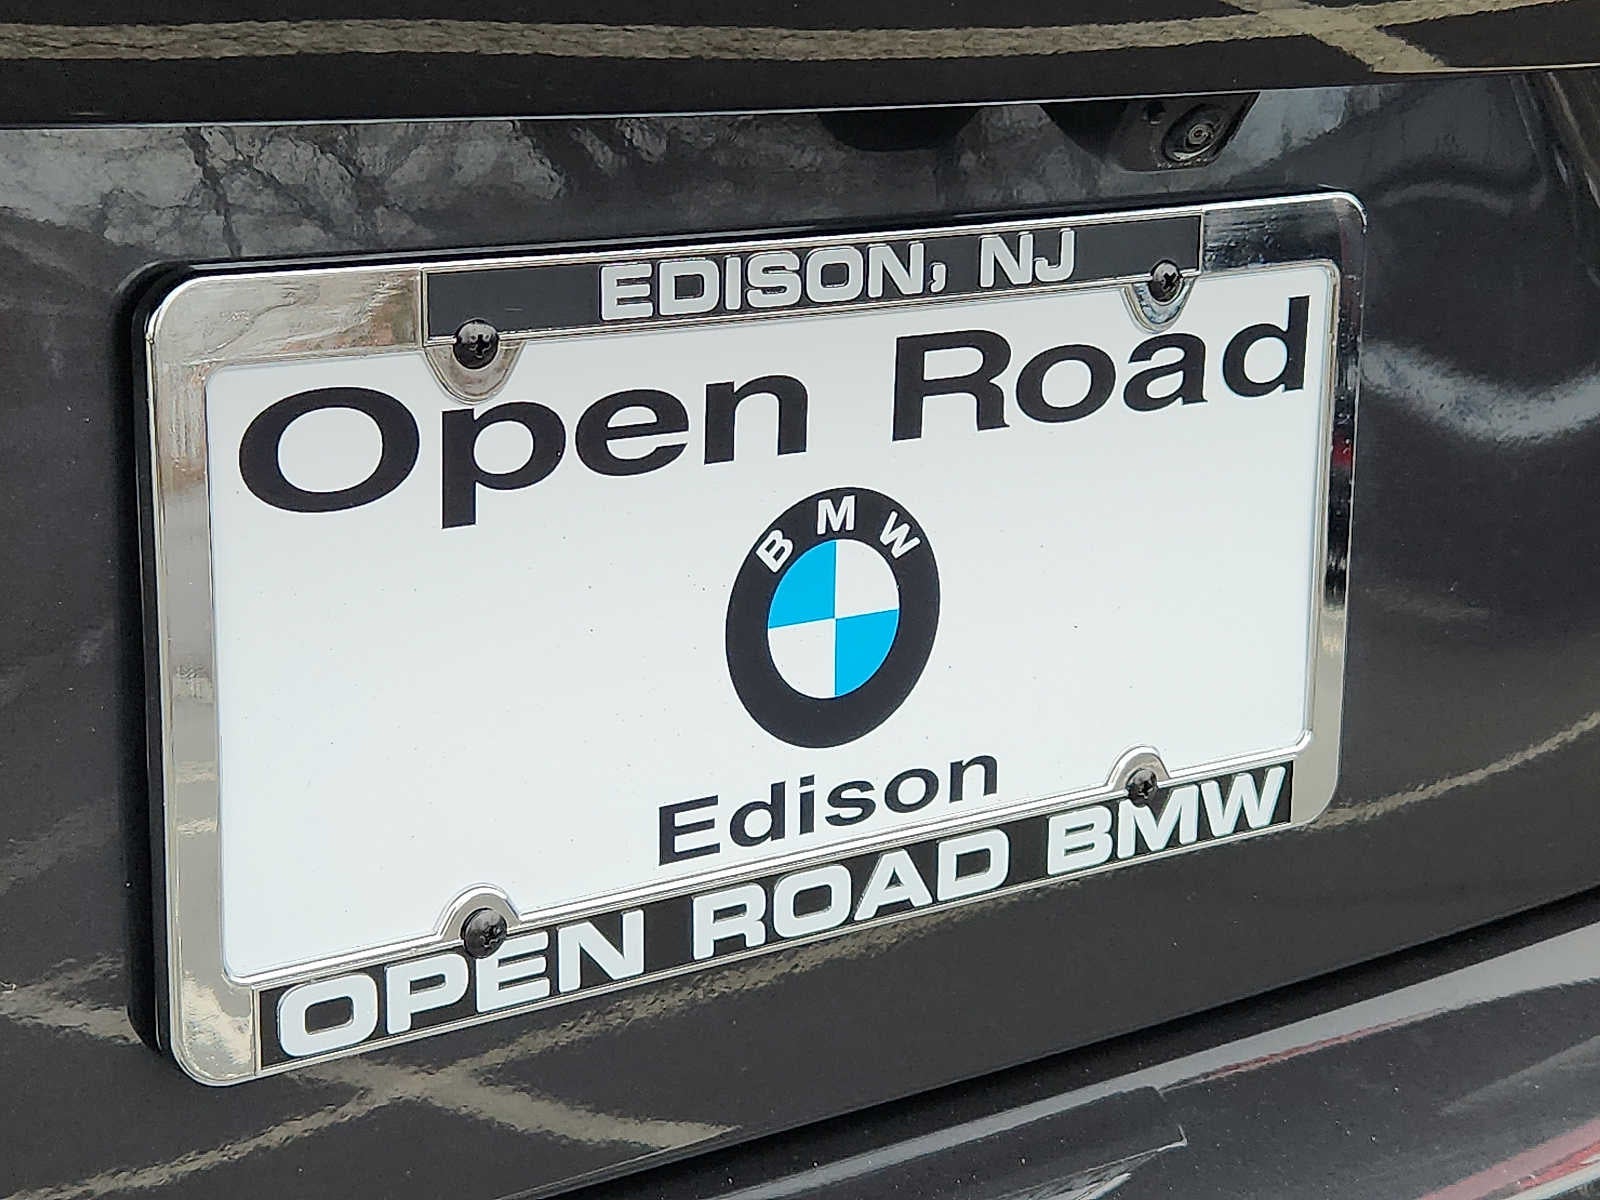 EDISON, NJ
Open Road
BMW
Edison
OPEN ROAD BMW